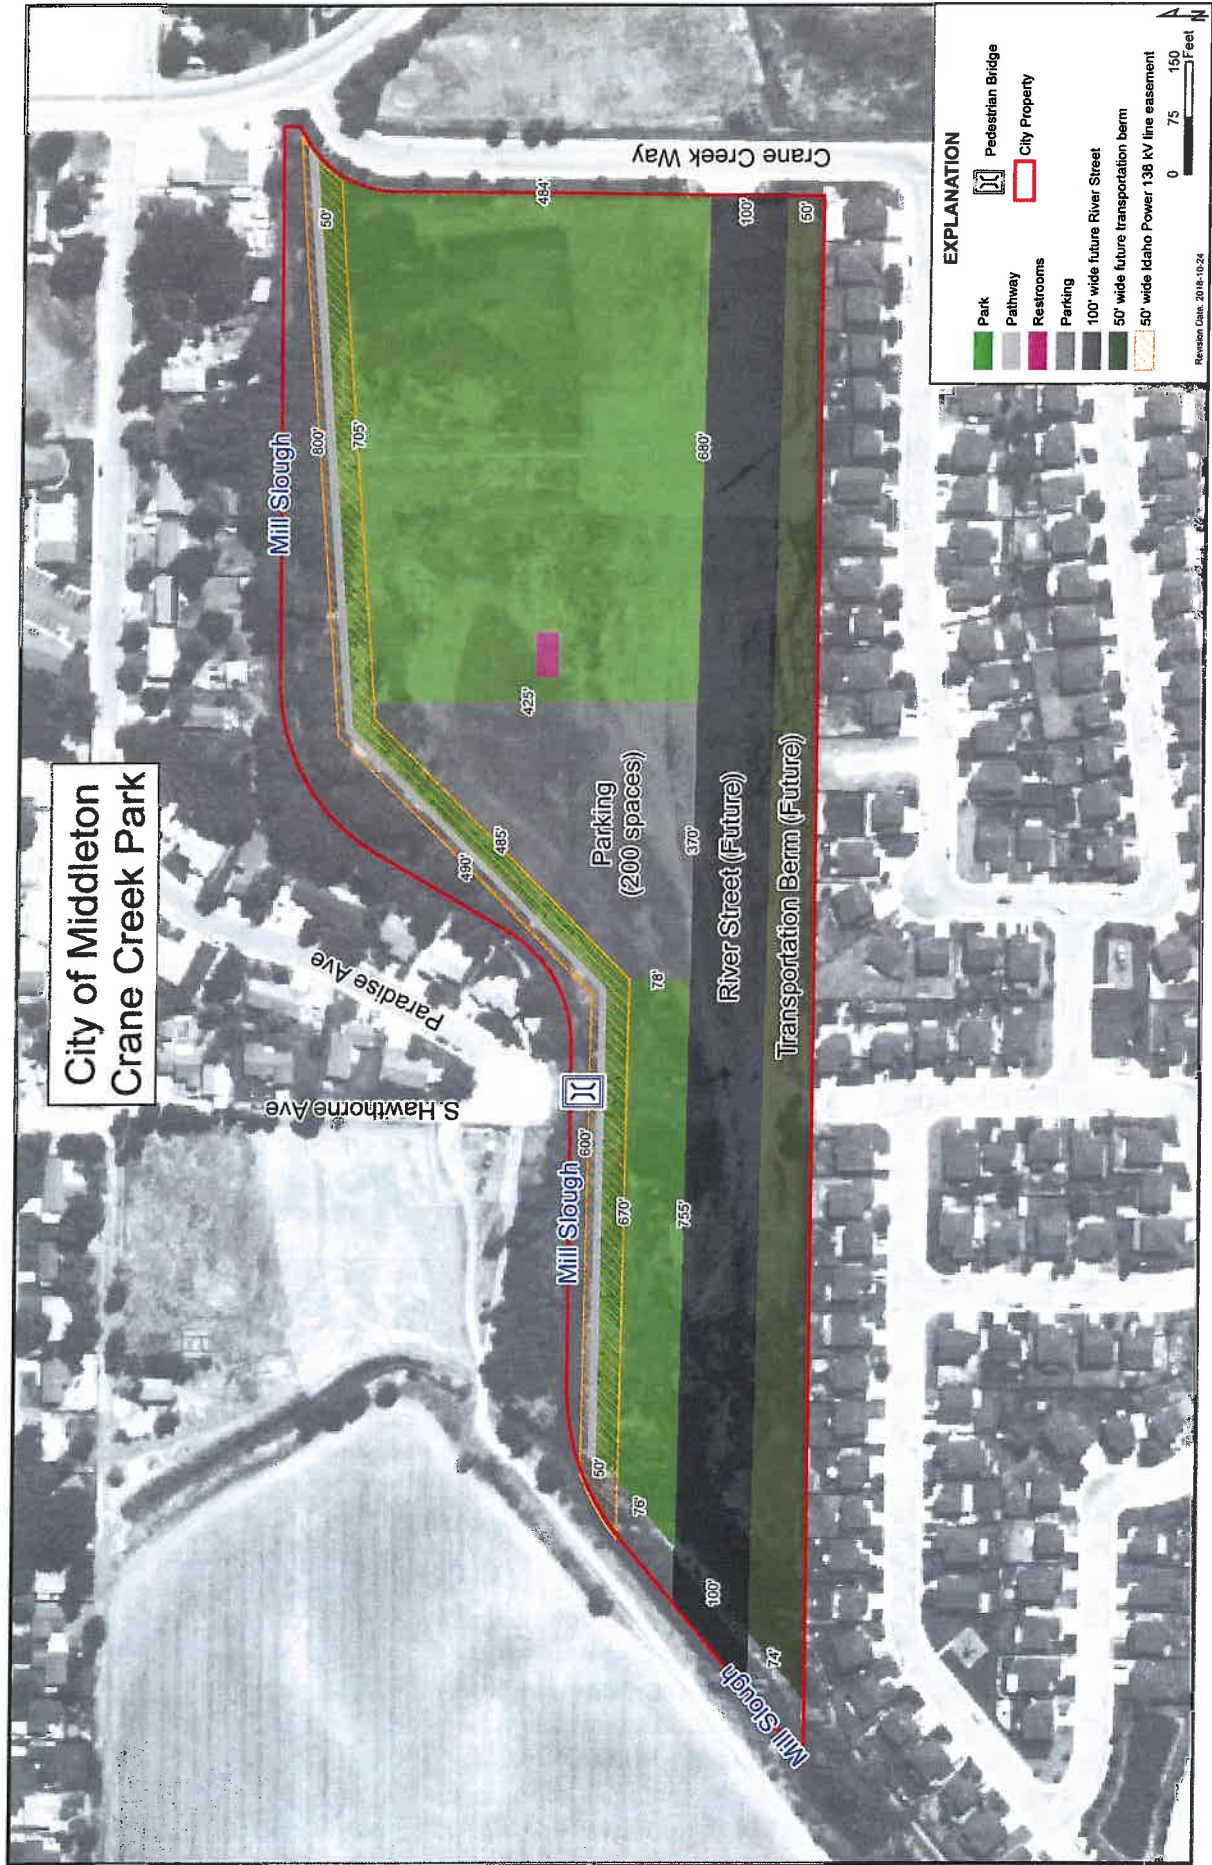 City of Middleton
Crane Creek Park
Mill Slough
Paradise Ave
S. Hawthorne Ave
Mill Slough
Mill Slough
Crane Creek Way
50'
800'
705'
484'
425'
680'
100'
50'
490'
485'
Parking
(200 spaces)
370'
78'
600'
670'
755'
50'
76'
100'
74'
River Street (Future)
Transportation Berm (Future)
EXPLANATION
Park
Pathway
Restrooms
Parking
100' wide future River Street
50' wide future transportation berm
50' wide Idaho Power 138 kV line easement
Pedestrian Bridge
City Property
0 75 150
Feet
N
Revision Date: 2018-10-24